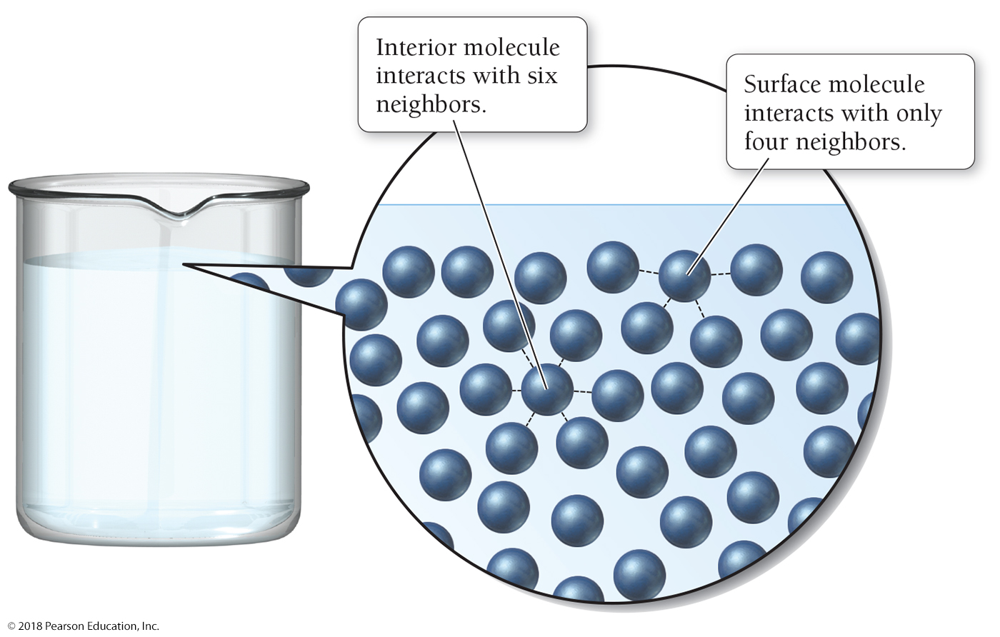 Interior molecule
interacts with six
neighbors.
Surface molecule
interacts with only
four neighbors.
© 2018 Pearson Education, Inc.